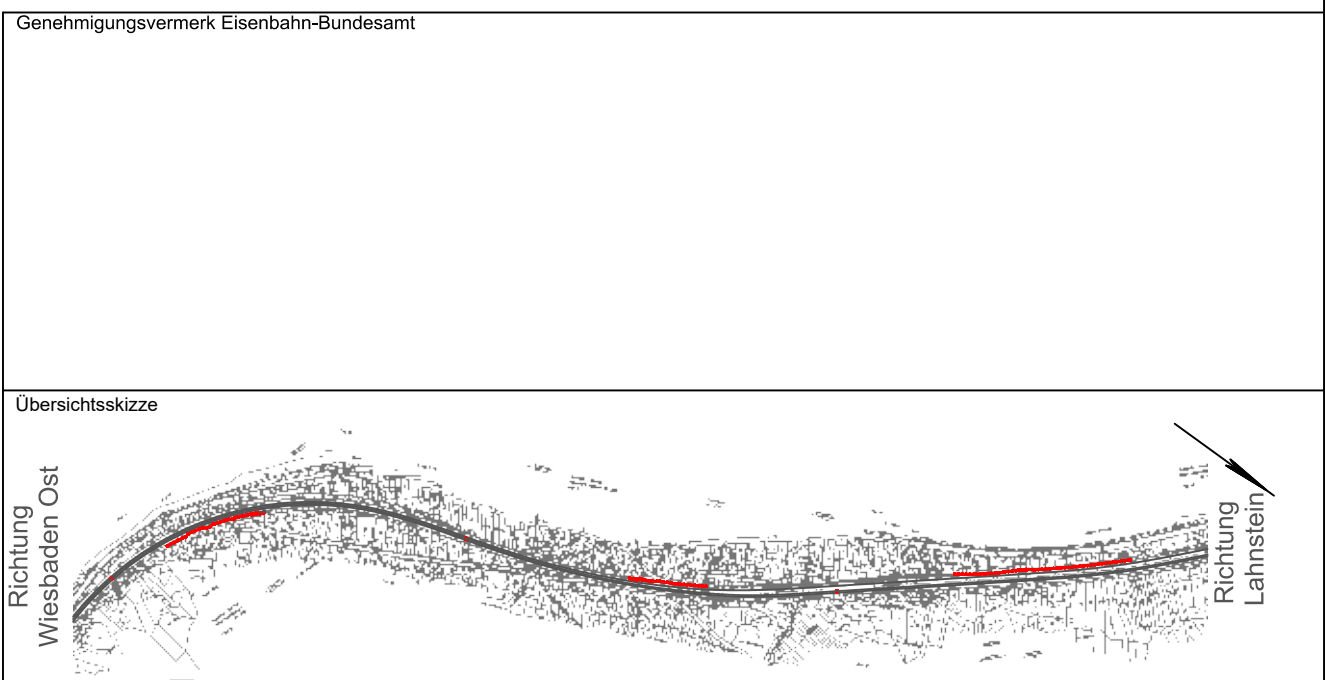 Genehmigungsvermerk Eisenbahn-Bundesamt
Übersichtsskizze
Richtung
Wiesbaden Ost
Richtung
Lahnstein